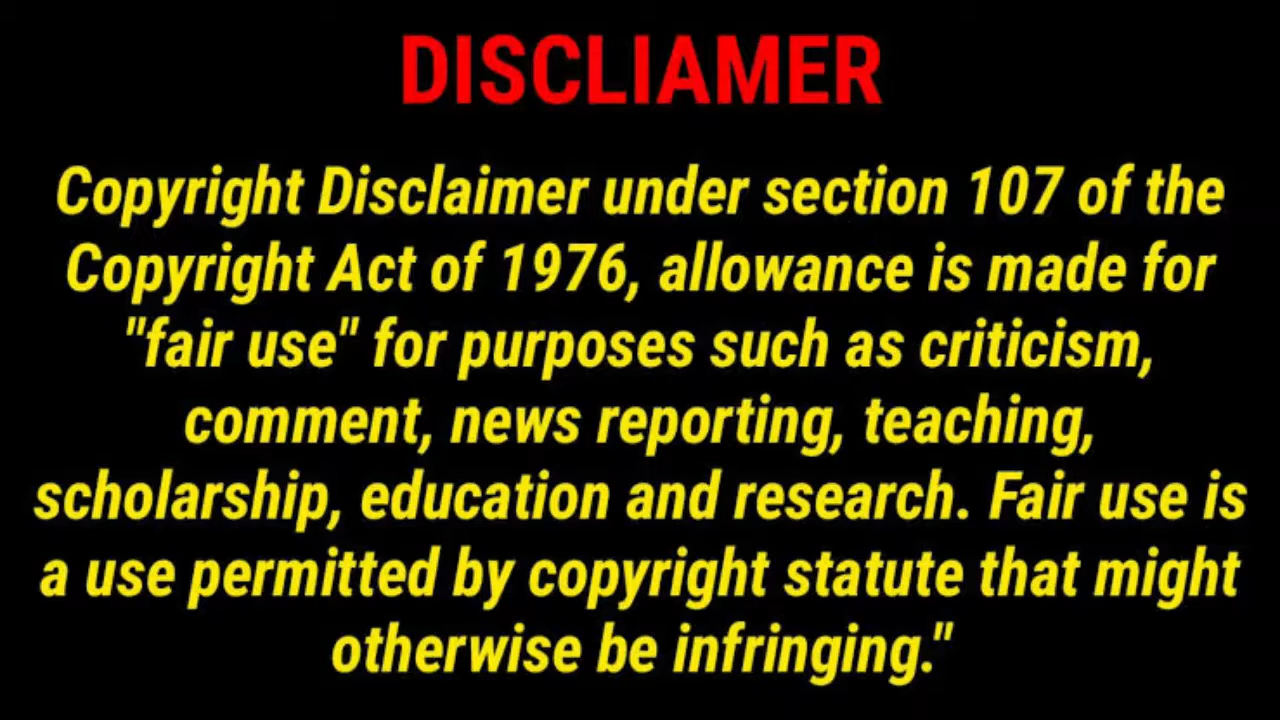 DISCLIAMER
Copyright Disclaimer under section 107 of the
Copyright Act of 1976, allowance is made for
"fair use" for purposes such as criticism,
comment, news reporting, teaching,
scholarship, education and research. Fair use is
a use permitted by copyright statute that might
otherwise be infringing."